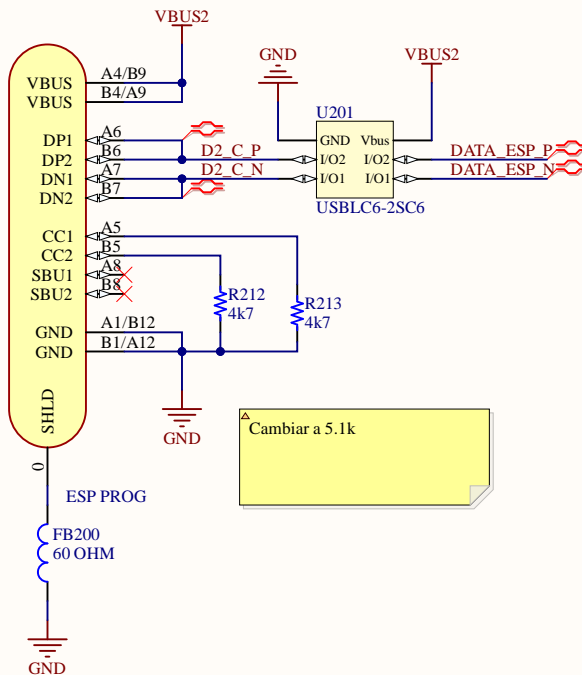 VBUS2
VBUS A4/B9
VBUS B4/A9
GND
VBUS2
U201
DP1 A6
DP2 B6 D2_C_P
DN1 A7 D2_C_N
DN2 B7
GND Vbus
I/O2 I/O2 DATA_ESP_P
I/O1 I/O1 DATA_ESP_N
USBLC6-2SC6
CC1 A5
CC2 B5
SBU1 A8
SBU2 B8
R212
4k7
R213
4k7
GND A1/B12
GND B1/A12
SHLD
GND
Cambiar a 5.1k
0
ESP PROG
FB200
60 OHM
GND